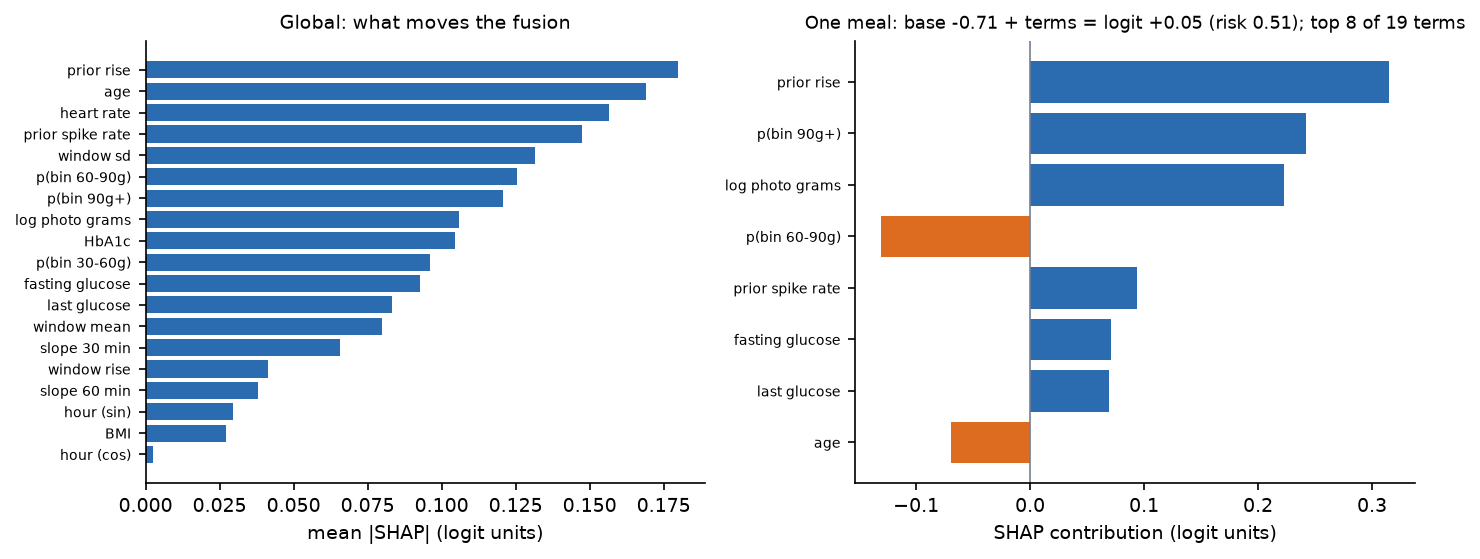 Global: what moves the fusion
prior rise
age
heart rate
prior spike rate
window sd
p(bin 60-90g)
p(bin 90g+)
log photo grams
HbA1c
p(bin 30-60g)
fasting glucose
last glucose
window mean
slope 30 min
window rise
slope 60 min
hour (sin)
BMI
hour (cos)
0.000 0.025 0.050 0.075 0.100 0.125 0.150 0.175
mean |SHAP| (logit units)
One meal: base -0.71 + terms = logit +0.05 (risk 0.51); top 8 of 19 terms
prior rise
p(bin 90g+)
log photo grams
p(bin 60-90g)
prior spike rate
fasting glucose
last glucose
age
−0.1 0.0 0.1 0.2 0.3
SHAP contribution (logit units)